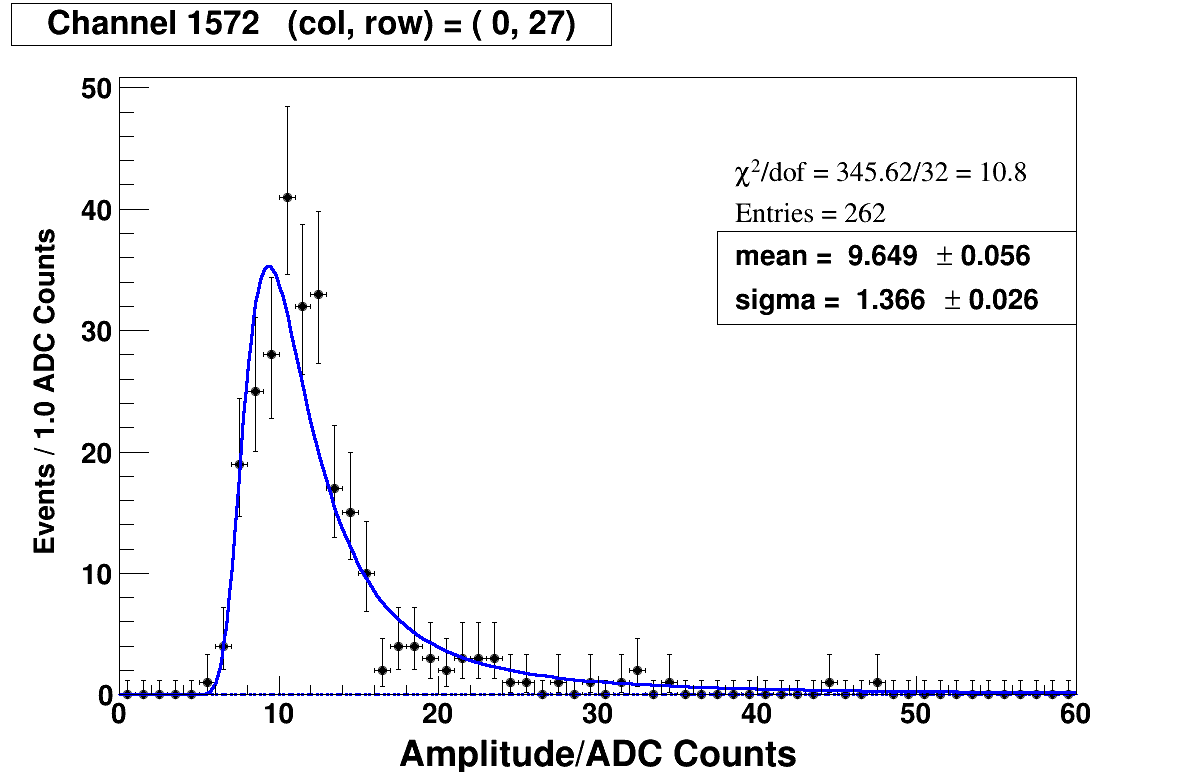 Channel 1572 (col, row) = ( 0, 27)
50
40
30
20
10
0
Events / 1.0 ADC Counts
χ²/dof = 345.62/32 = 10.8
Entries = 262
mean = 9.649 ± 0.056
sigma = 1.366 ± 0.026
0 10 20 30 40 50 60
Amplitude/ADC Counts